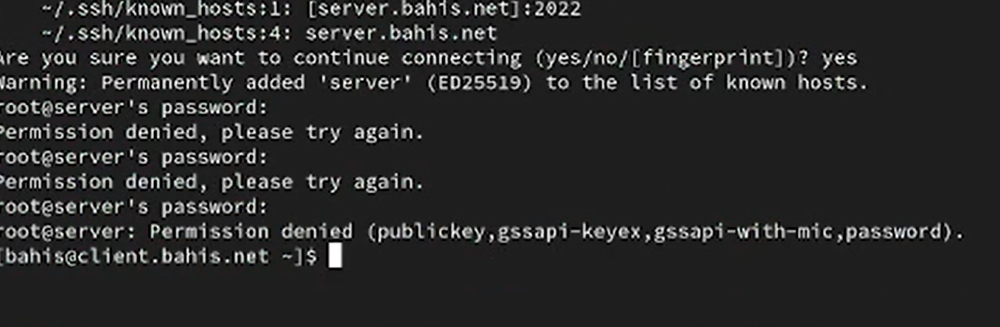 ~/.ssh/known_hosts:1: [server.bahis.net]:2022
~/.ssh/known_hosts:4: server.bahis.net
Are you sure you want to continue connecting (yes/no/[fingerprint])? yes
Warning: Permanently added 'server' (ED25519) to the list of known hosts.
root@server's password:
Permission denied, please try again.
root@server's password:
Permission denied, please try again.
root@server's password:
root@server: Permission denied (publickey,gssapi-keyex,gssapi-with-mic,password).
[bahis@client.bahis.net ~]$